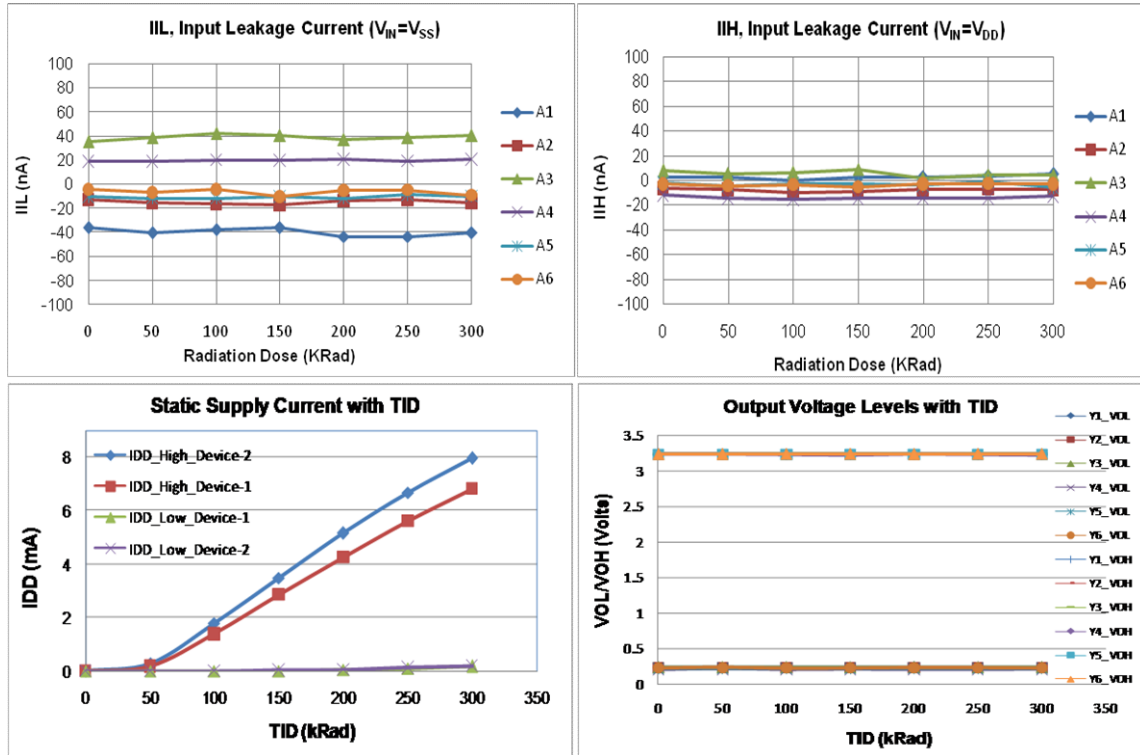 IIL, Input Leakage Current (VIN=VSS)
IIL (nA)
100
80
60
40
20
0
-20
-40
-60
-80
-100
0 50 100 150 200 250 300
Radiation Dose (KRad)
A1
A2
A3
A4
A5
A6
IIH, Input Leakage Current (VIN=VDD)
IIH (nA)
100
80
60
40
20
0
-20
-40
-60
-80
-100
0 50 100 150 200 250 300
Radiation Dose (KRad)
A1
A2
A3
A4
A5
A6
Static Supply Current with TID
IDD (mA)
8
6
4
2
0
0 50 100 150 200 250 300 350
TID (kRad)
IDD_High_Device-2
IDD_High_Device-1
IDD_Low_Device-1
IDD_Low_Device-2
Output Voltage Levels with TID
VOL/VOH (Volts)
3.5
3
2.5
2
1.5
1
0.5
0
0 50 100 150 200 250 300 350
TID (kRad)
Y1_VOL
Y2_VOL
Y3_VOL
Y4_VOL
Y5_VOL
Y6_VOL
Y1_VOH
Y2_VOH
Y3_VOH
Y4_VOH
Y5_VOH
Y6_VOH